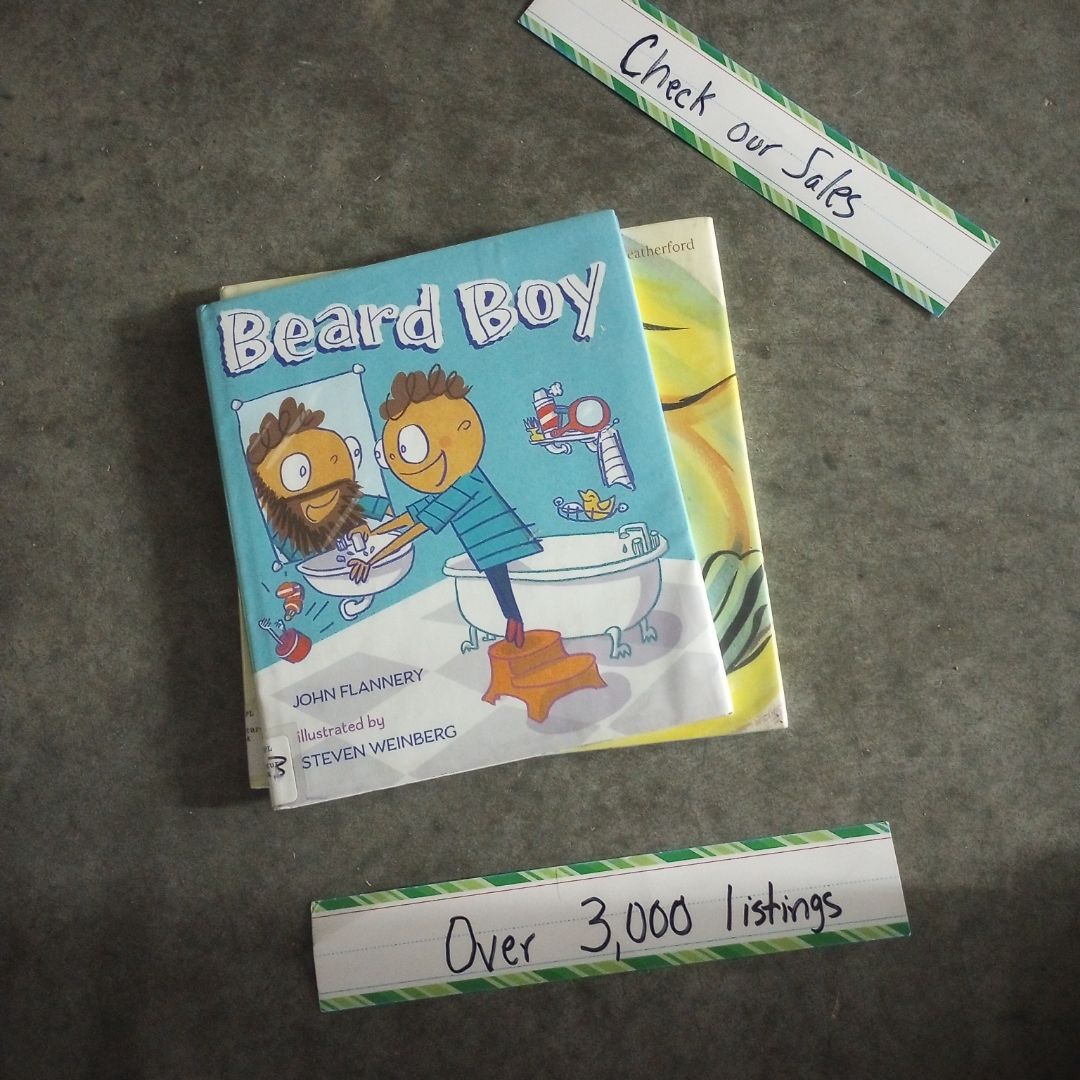 Check our Sales
eatherford
Beard Boy
JOHN FLANNERY
illustrated by
STEVEN WEINBERG
B
Over 3,000 listings